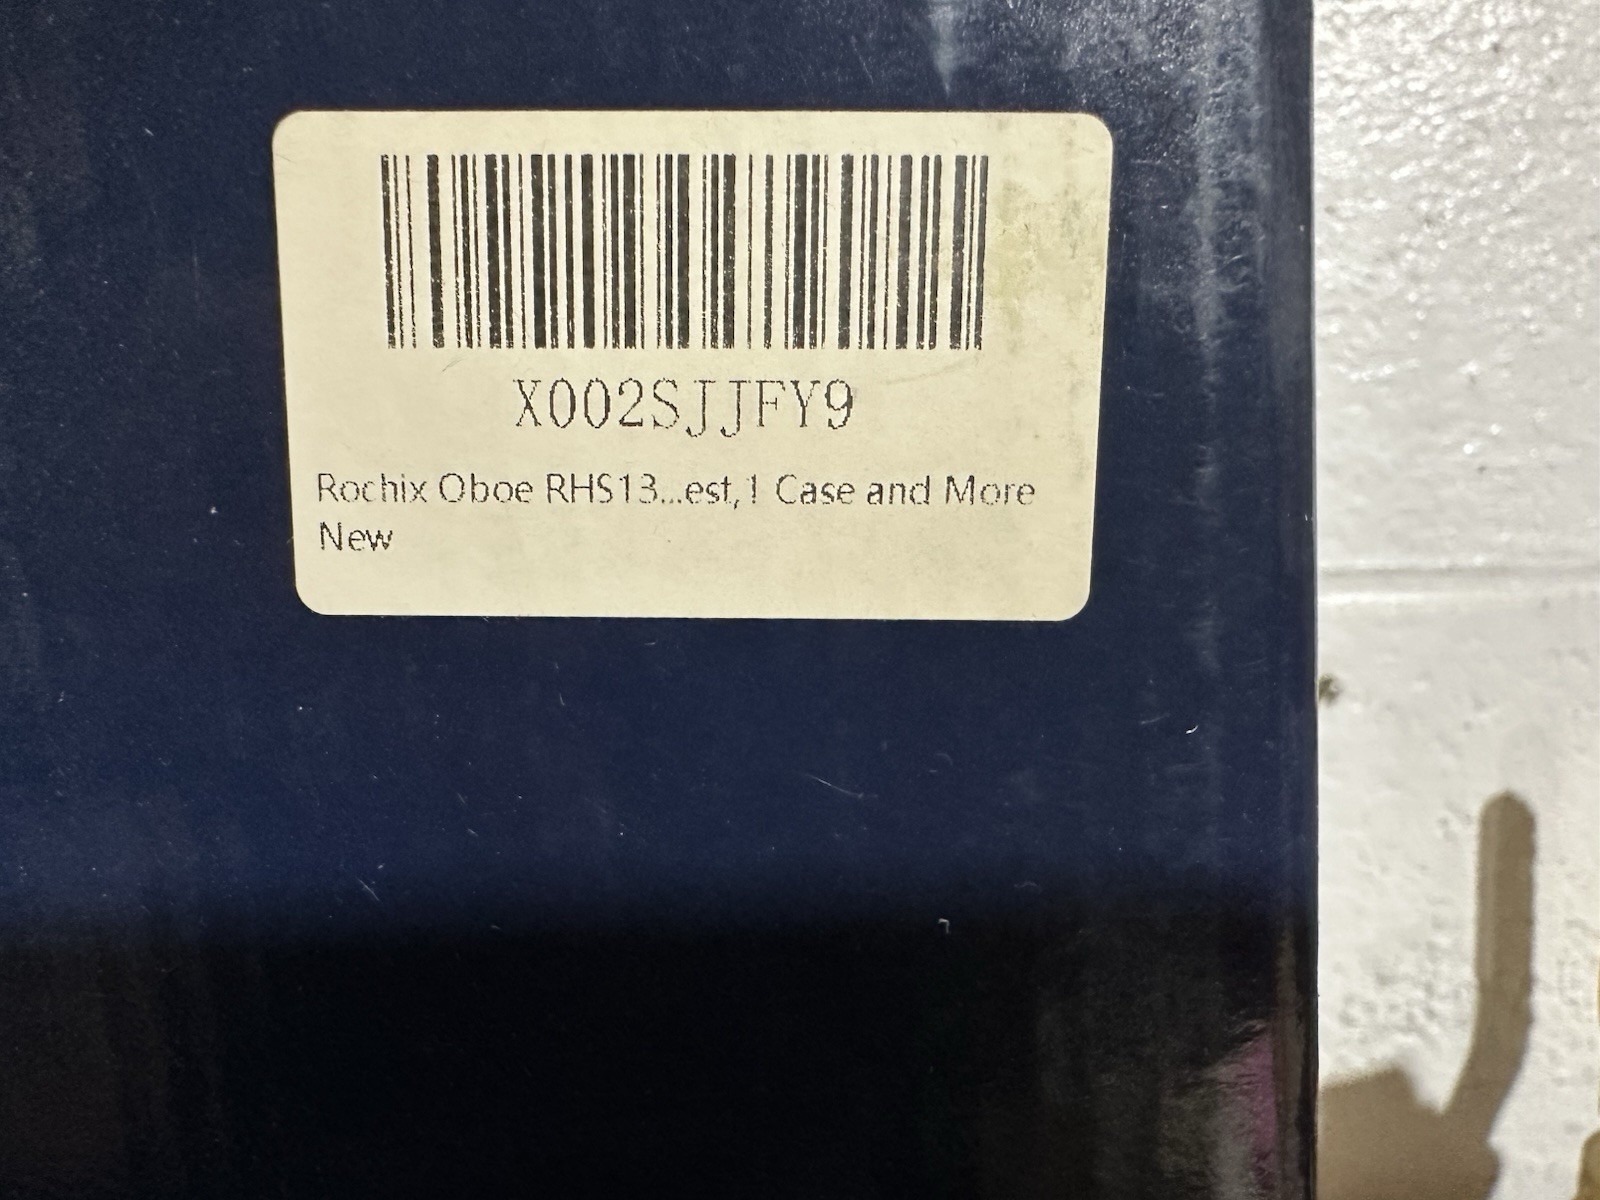 X002SJJFY9
Rochix Oboe RHS13...est,1 Case and More
New